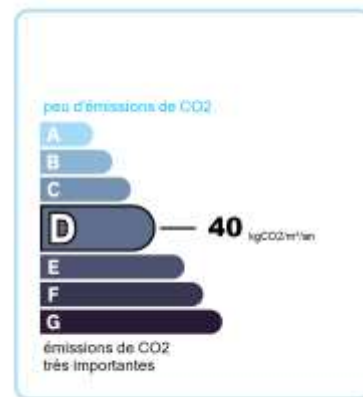 peu d'émissions de CO2
A
B
C
D 40 kgCO2/m²/an
E
F
G
émissions de CO2
très importantes